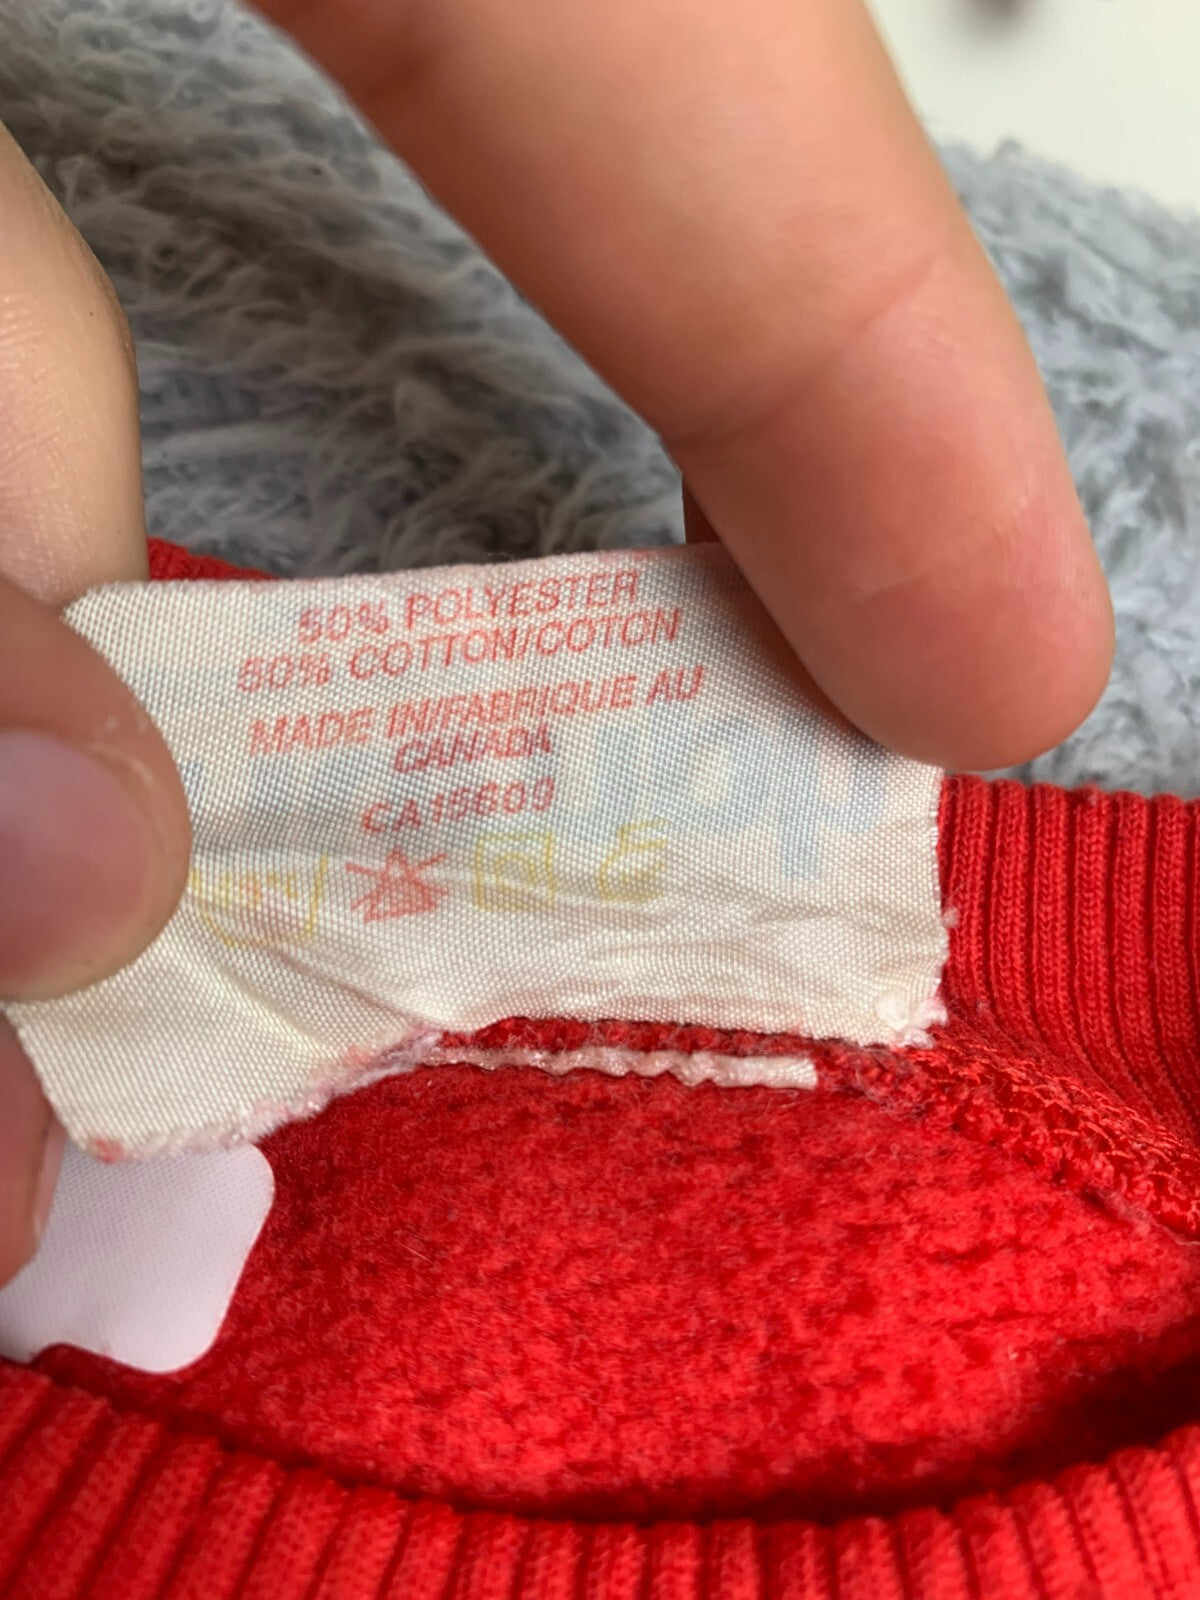 50% POLYESTER
50% COTTON/COTON
MADE IN/FABRIQUE AU
CANADA
CA15609